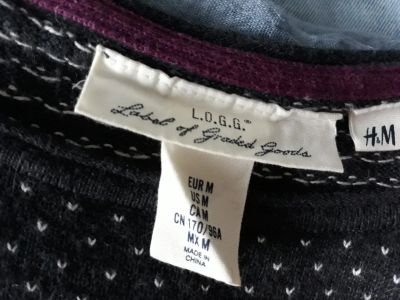 L.O.G.G.®
Label of Graded Goods
H&M
EUR M
US M
CA M
CN 170/96A
MX M
MADE IN
CHINA